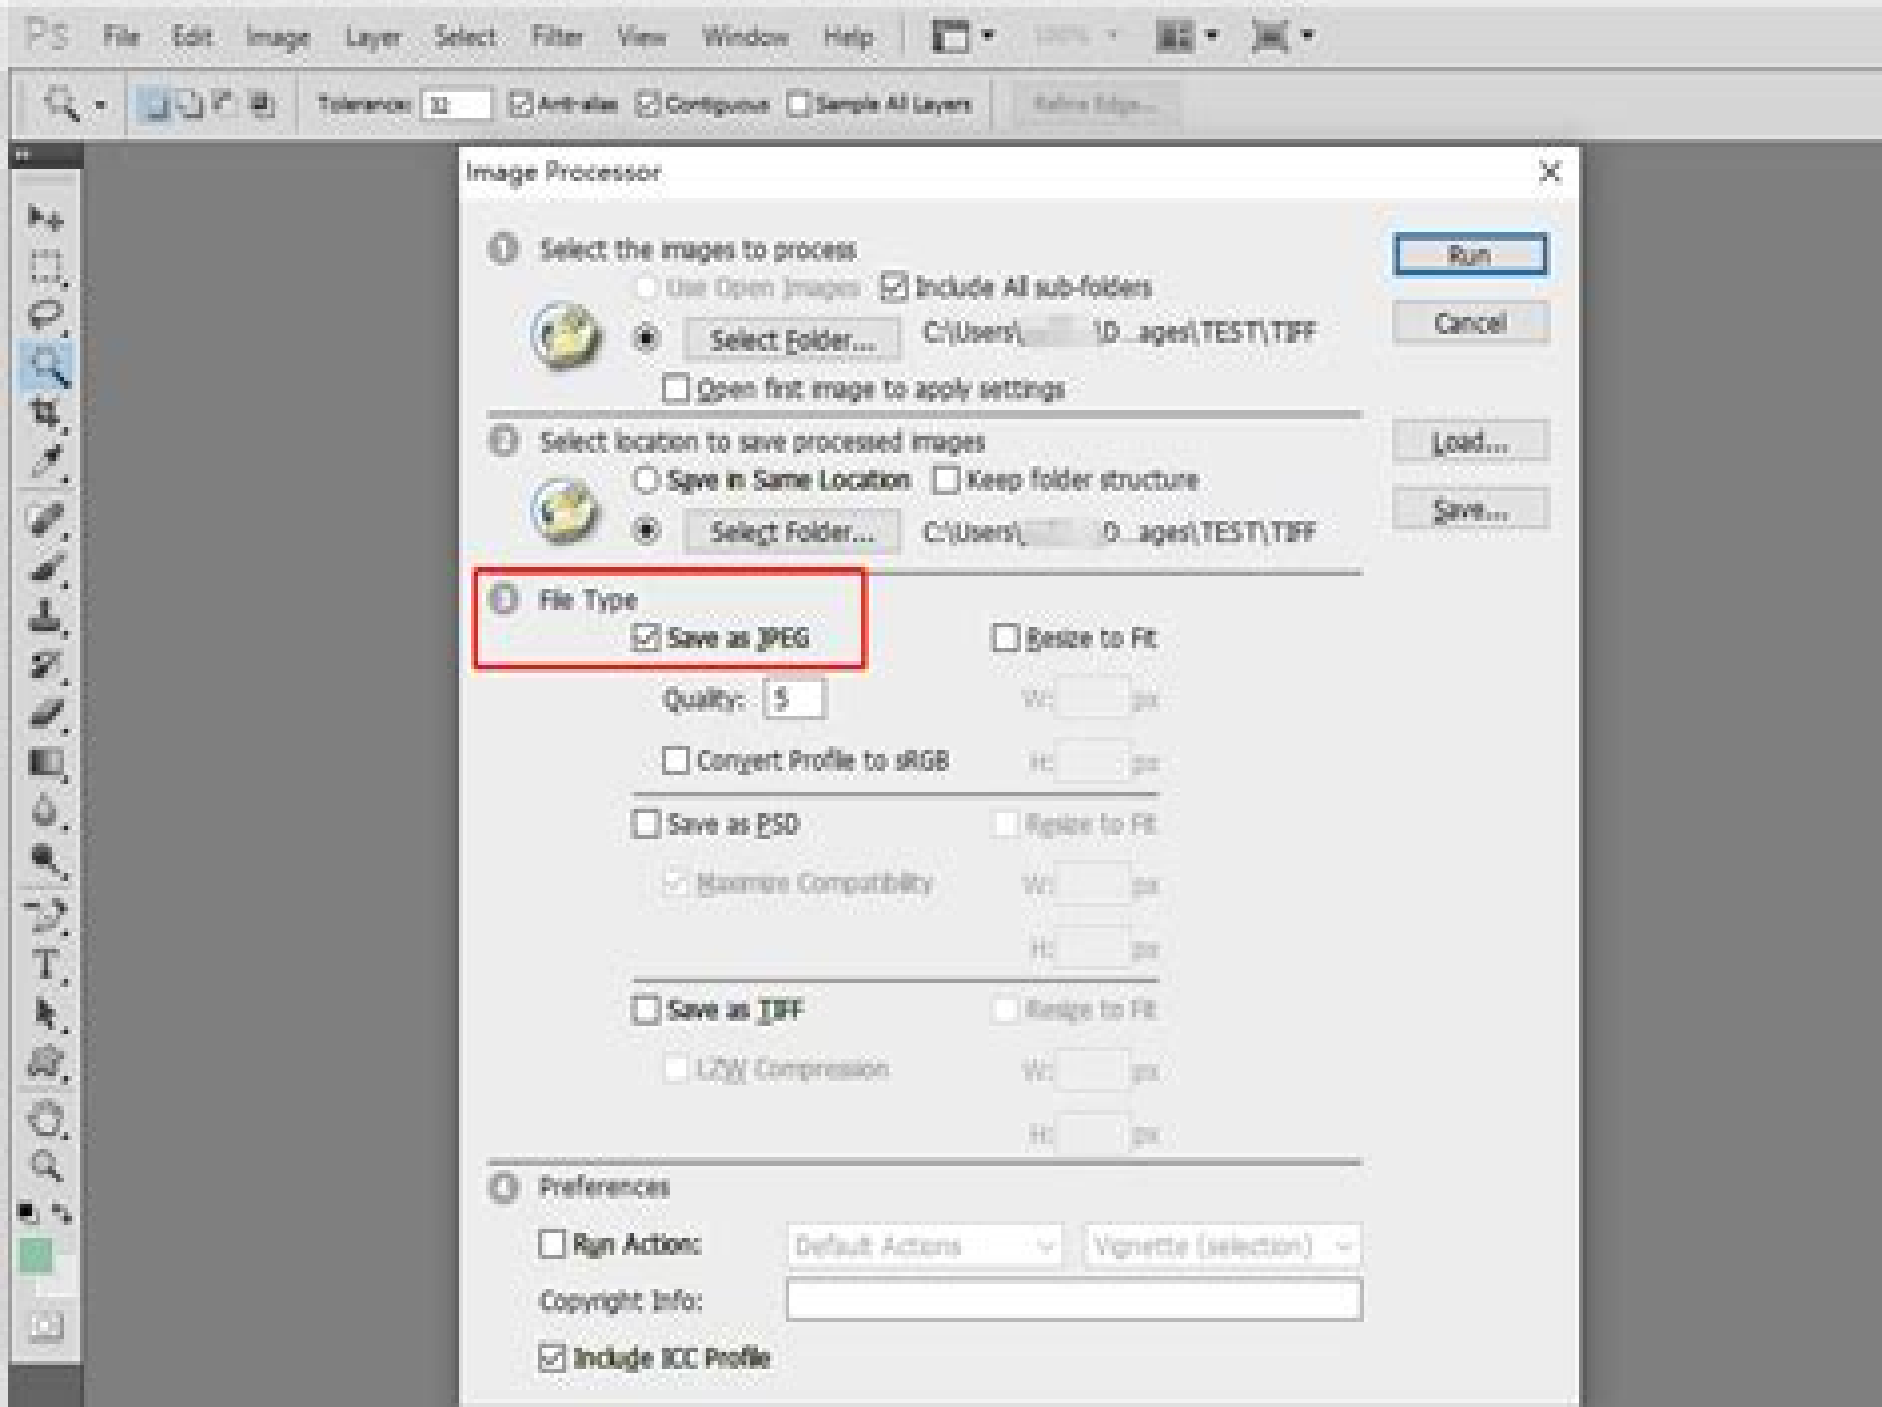 Ps File Edit Image Layer Select Filter View Window Help 100%
Tolerance: 32 Anti-alias Contiguous Sample All Layers Refine Edge...
Image Processor
Select the images to process
Run
Use Open Images Include All sub-folders
Select Folder... C:\Users\ \D...ages\TEST\TIFF
Cancel
Open first image to apply settings
Select location to save processed images
Load...
Save in Same Location Keep folder structure
Select Folder... C:\Users\ D...ages\TEST\TIFF
Save...
File Type
Save as JPEG Resize to Fit
Quality: 5 W: px
Convert Profile to sRGB H: px
Save as PSD Resize to Fit
Maximize Compatibility W: px
H: px
Save as TIFF Resize to Fit
LZW Compression W: px
H: px
Preferences
Run Action: Default Actions Vignette (selection)
Copyright Info:
Include ICC Profile